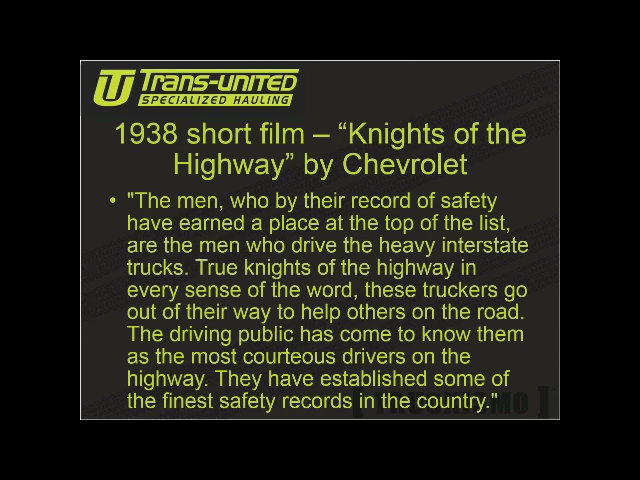 UT Trans-united
SPECIALIZED HAULING
1938 short film – “Knights of the
Highway” by Chevrolet
• "The men, who by their record of safety
have earned a place at the top of the list,
are the men who drive the heavy interstate
trucks. True knights of the highway in
every sense of the word, these truckers go
out of their way to help others on the road.
The driving public has come to know them
as the most courteous drivers on the
highway. They have established some of
the finest safety records in the country."